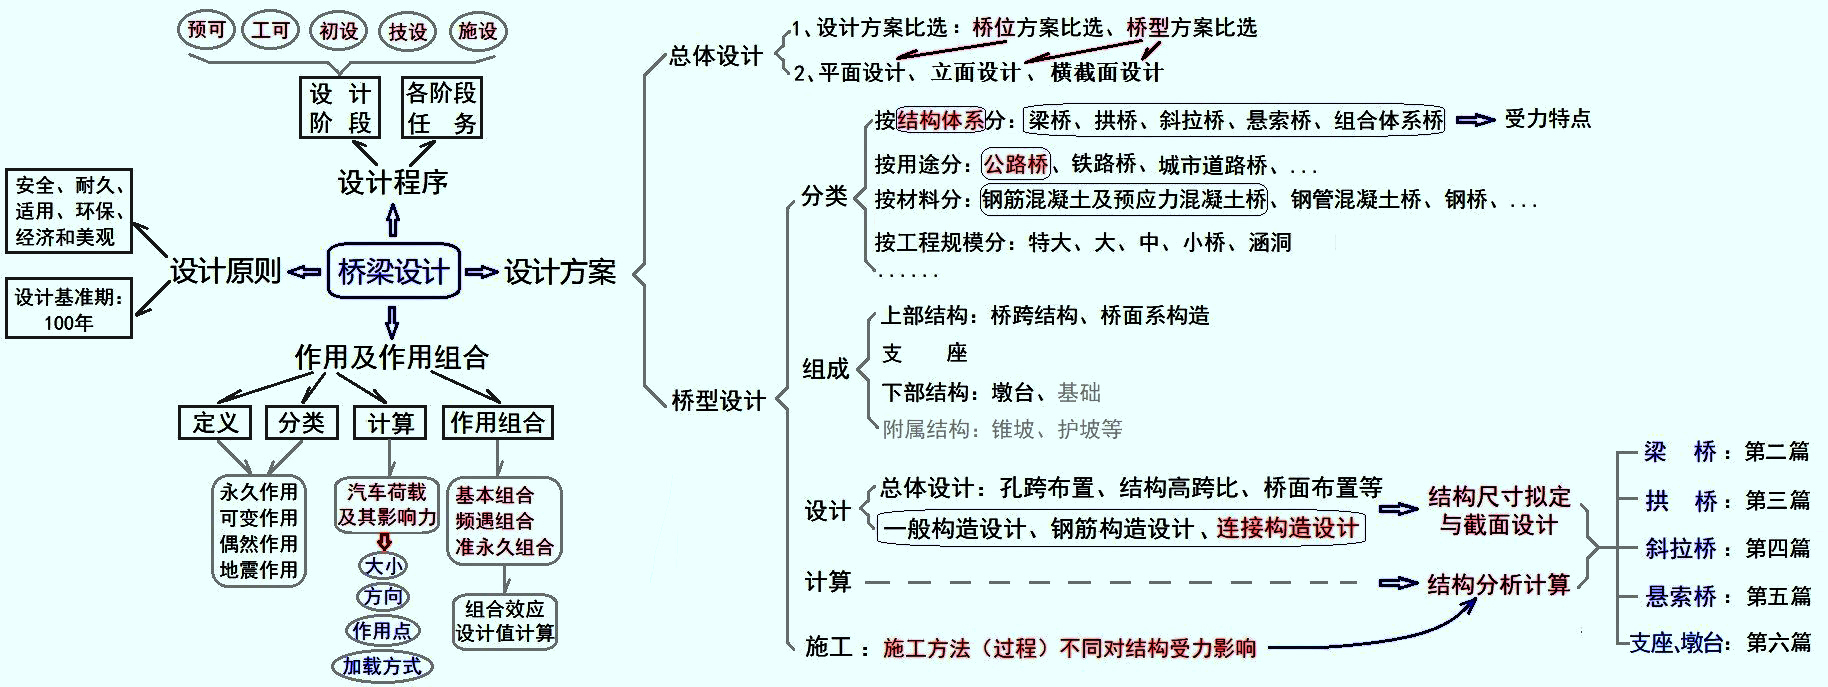 预可 工可 初设 技设 施设
设 计
阶 段
各阶段
任 务
设计程序
安全、耐久、
适用、环保、
经济和美观
设计原则
设计基准期：
100年
桥梁设计
设计方案
作用及作用组合
定义 分类 计算 作用组合
永久作用
可变作用
偶然作用
地震作用
汽车荷载
及其影响力
大小
方向
作用点
加载方式
基本组合
频遇组合
准永久组合
组合效应
设计值计算
总体设计
1、设计方案比选：桥位方案比选、桥型方案比选
2、平面设计、立面设计、横截面设计
桥型设计
分类
按结构体系分：梁桥、拱桥、斜拉桥、悬索桥、组合体系桥 受力特点
按用途分：公路桥、铁路桥、城市道路桥、...
按材料分：钢筋混凝土及预应力混凝土桥、钢管混凝土桥、钢桥、...
按工程规模分：特大、大、中、小桥、涵洞
......
组成
上部结构：桥跨结构、桥面系构造
支 座
下部结构：墩台、基础
附属结构：锥坡、护坡等
设计
总体设计：孔跨布置、结构高跨比、桥面布置等
一般构造设计、钢筋构造设计、连接构造设计
结构尺寸拟定
与截面设计
计算
结构分析计算
施工：施工方法（过程）不同对结构受力影响
梁 桥：第二篇
拱 桥：第三篇
斜拉桥：第四篇
悬索桥：第五篇
支座、墩台：第六篇